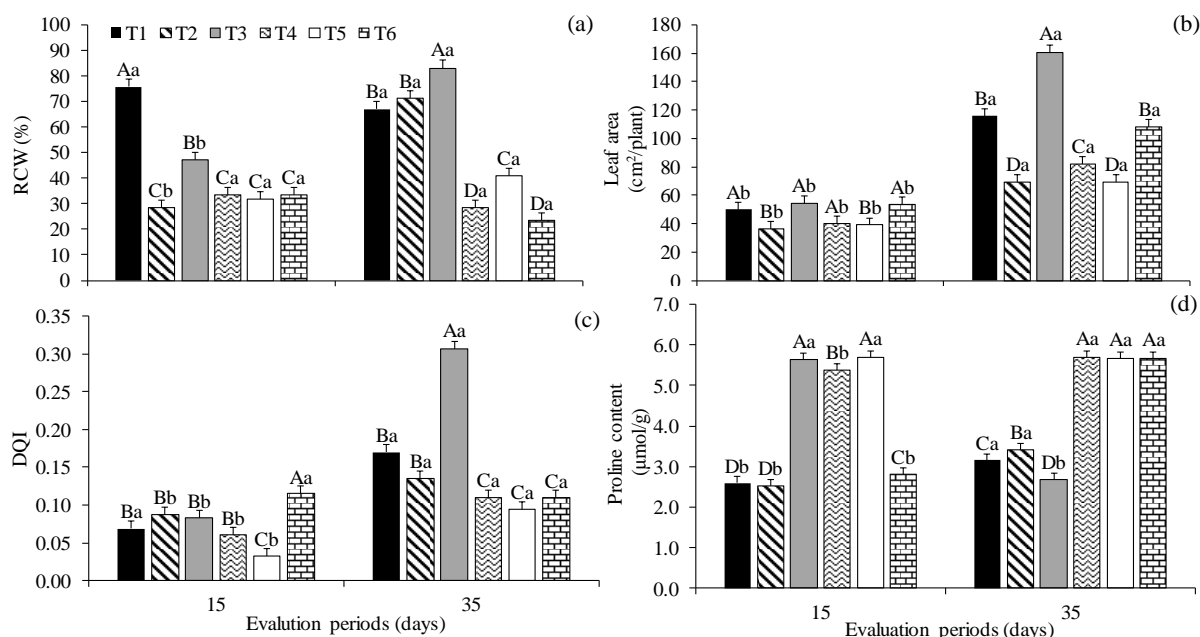 T1 T2 T3 T4 T5 T6
(a)
RCW (%)
100
90
80
70
60
50
40
30
20
10
0
Aa Cb Bb Ca Ca Ca
Ba Ba Aa Da Ca Da
(b)
Leaf area
(cm²/plant)
180
160
140
120
100
80
60
40
20
0
Ab Bb Ab Ab Bb Ab
Ba Da Aa Ca Da Ba
(c)
DQI
0.35
0.30
0.25
0.20
0.15
0.10
0.05
0.00
Ba Bb Bb Bb Cb Aa
Ba Ba Aa Ca Ca Ca
15 35
Evalution periods (days)
(d)
Proline content
(µmol/g)
7.0
6.0
5.0
4.0
3.0
2.0
1.0
0.0
Db Db Aa Bb Aa Cb
Ca Ba Db Aa Aa Aa
15 35
Evaluation periods (days)